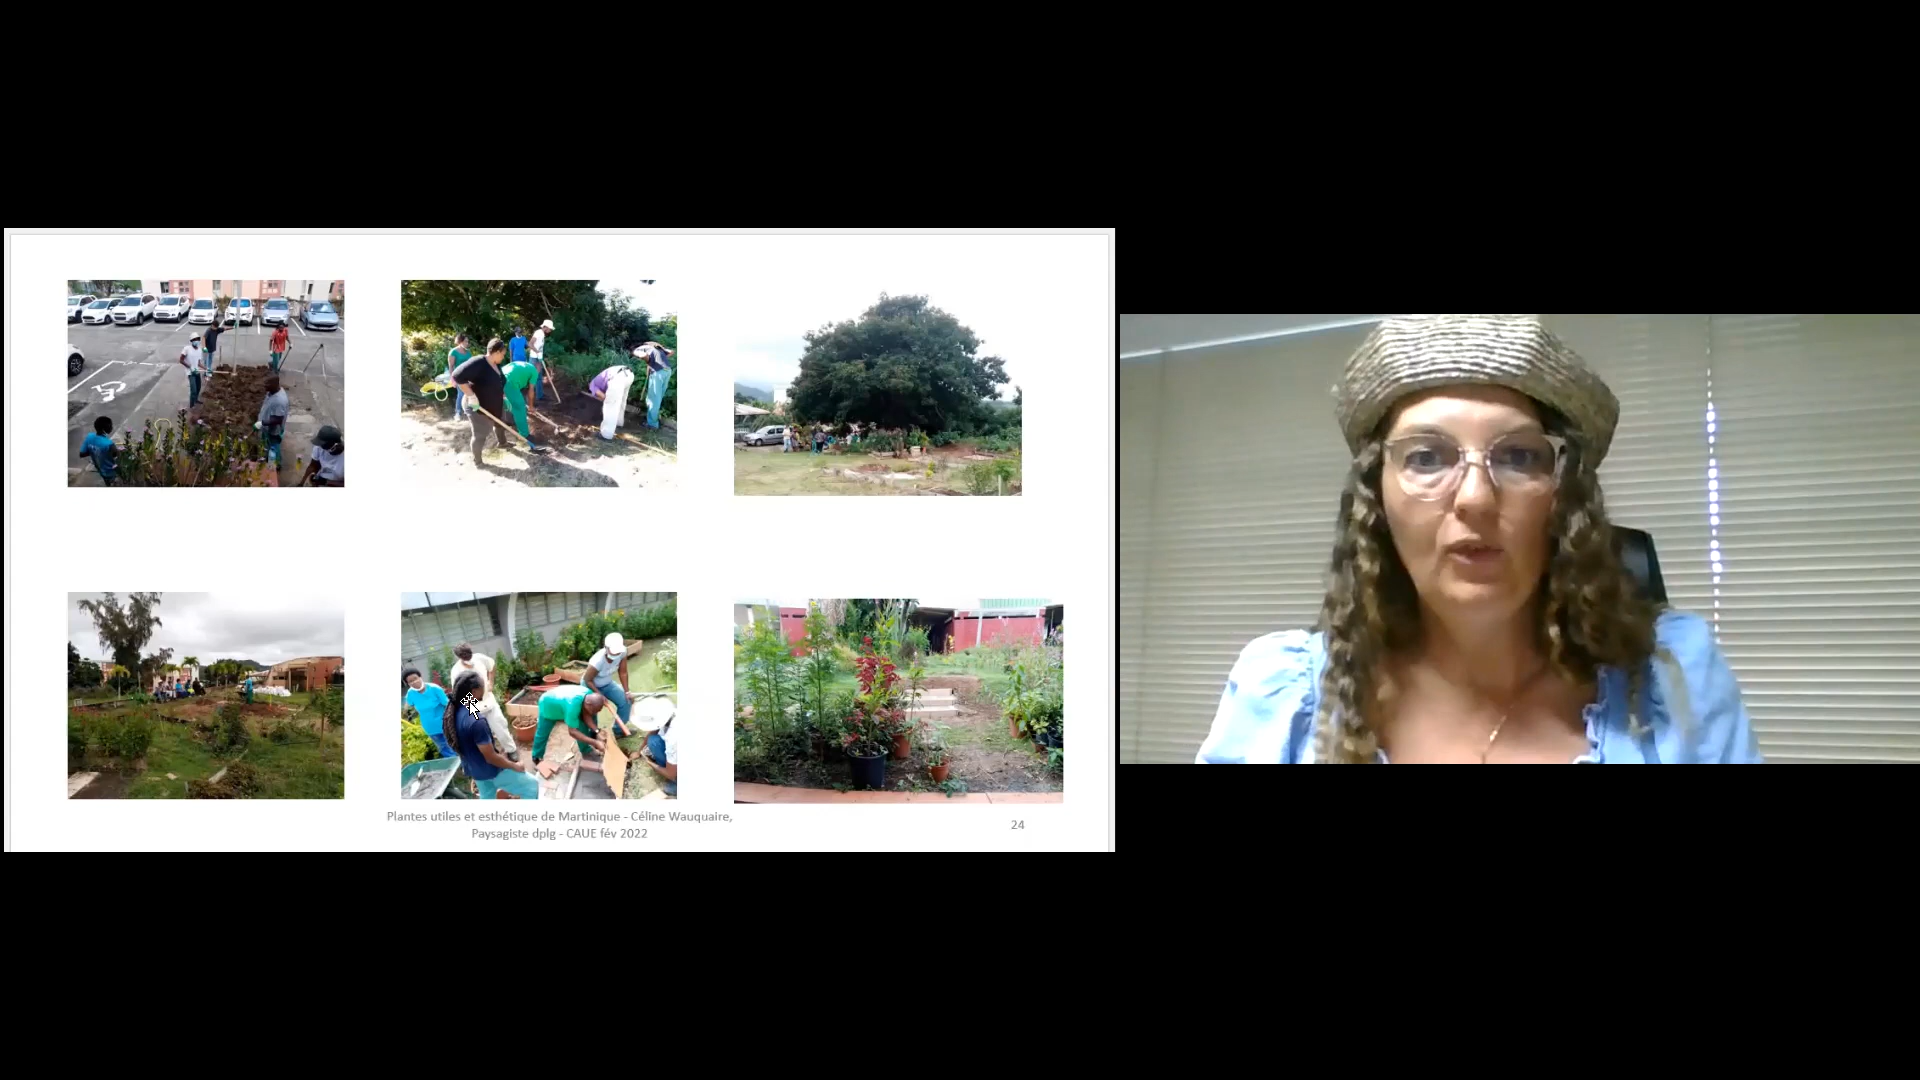 Plantes utiles et esthétique de Martinique - Céline Wauquaire,
Paysagiste dplg - CAUE fév 2022
24